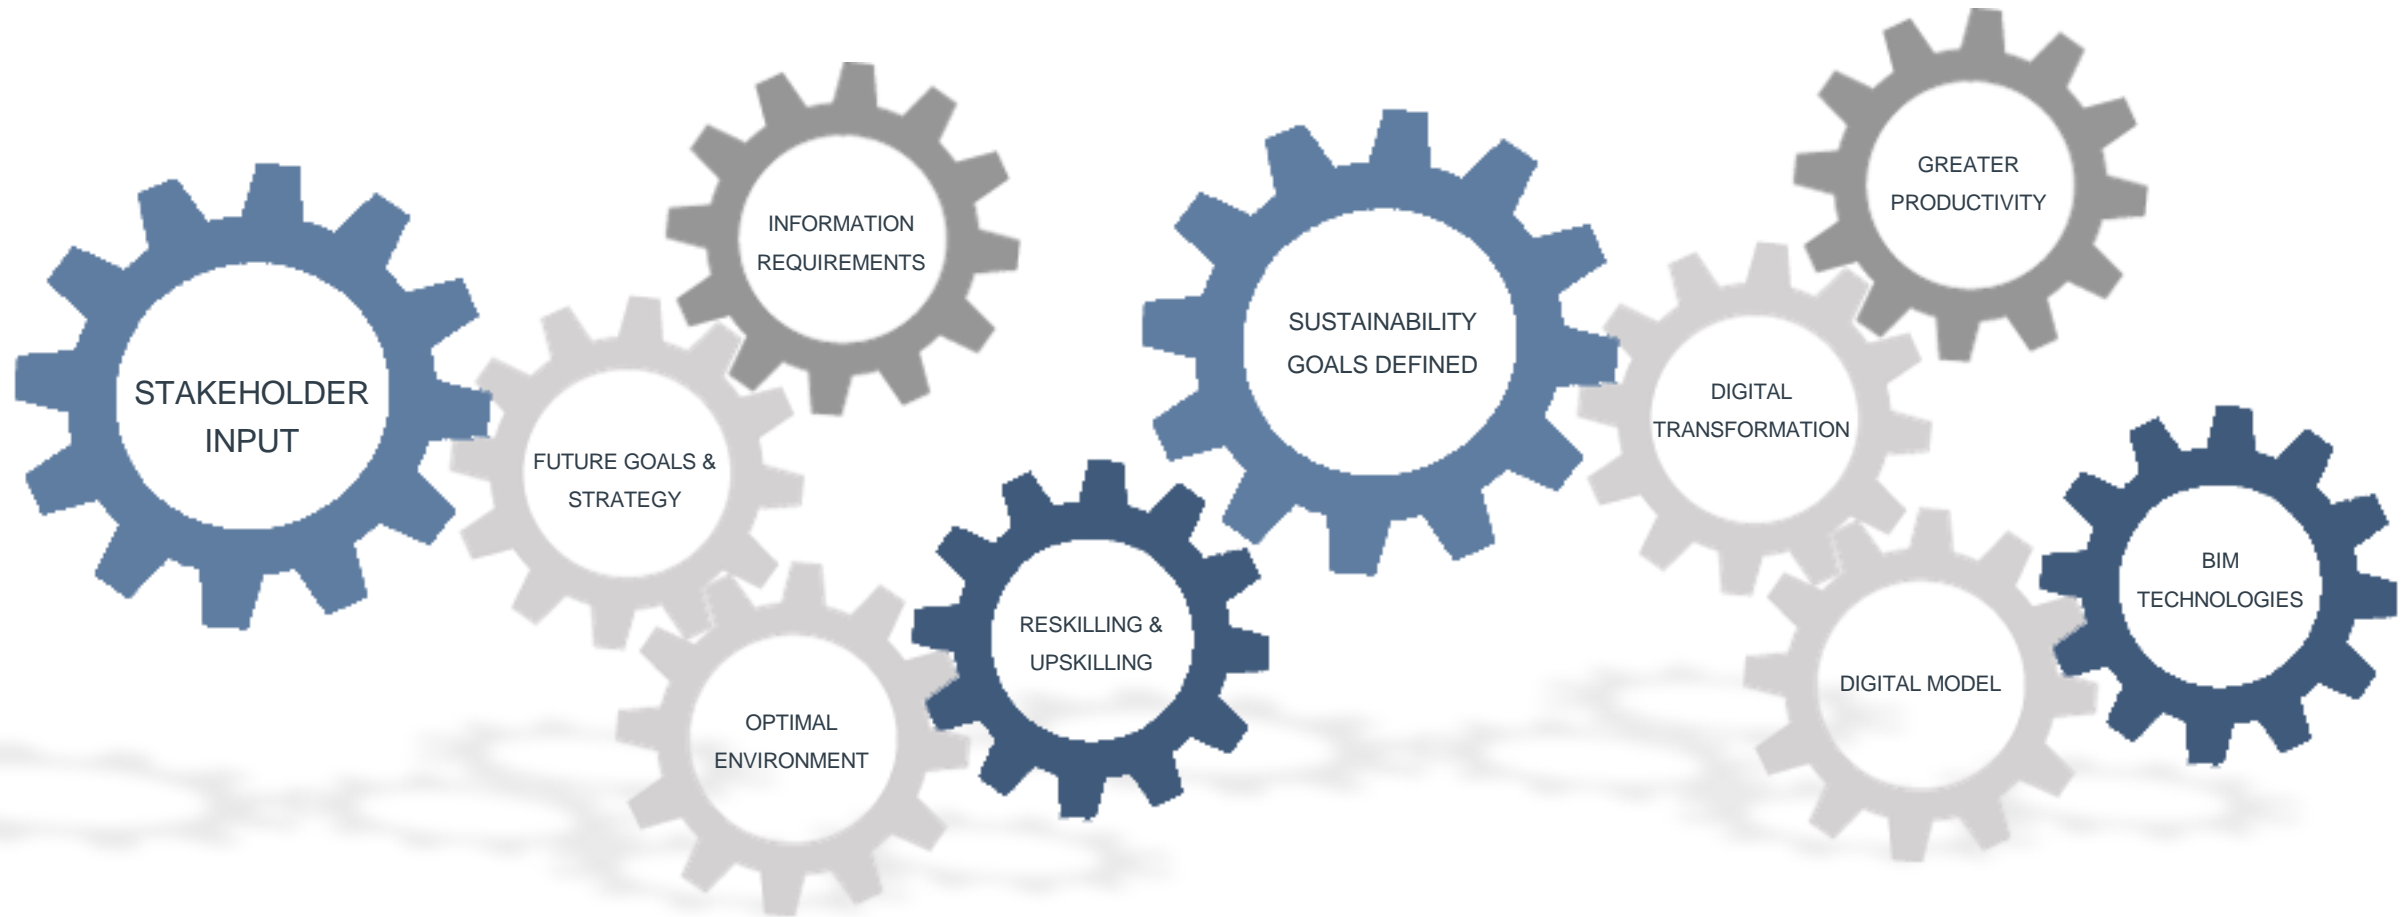 STAKEHOLDER
INPUT
FUTURE GOALS &
STRATEGY
INFORMATION
REQUIREMENTS
OPTIMAL
ENVIRONMENT
RESKILLING &
UPSKILLING
SUSTAINABILITY
GOALS DEFINED
DIGITAL
TRANSFORMATION
GREATER
PRODUCTIVITY
DIGITAL MODEL
BIM
TECHNOLOGIES